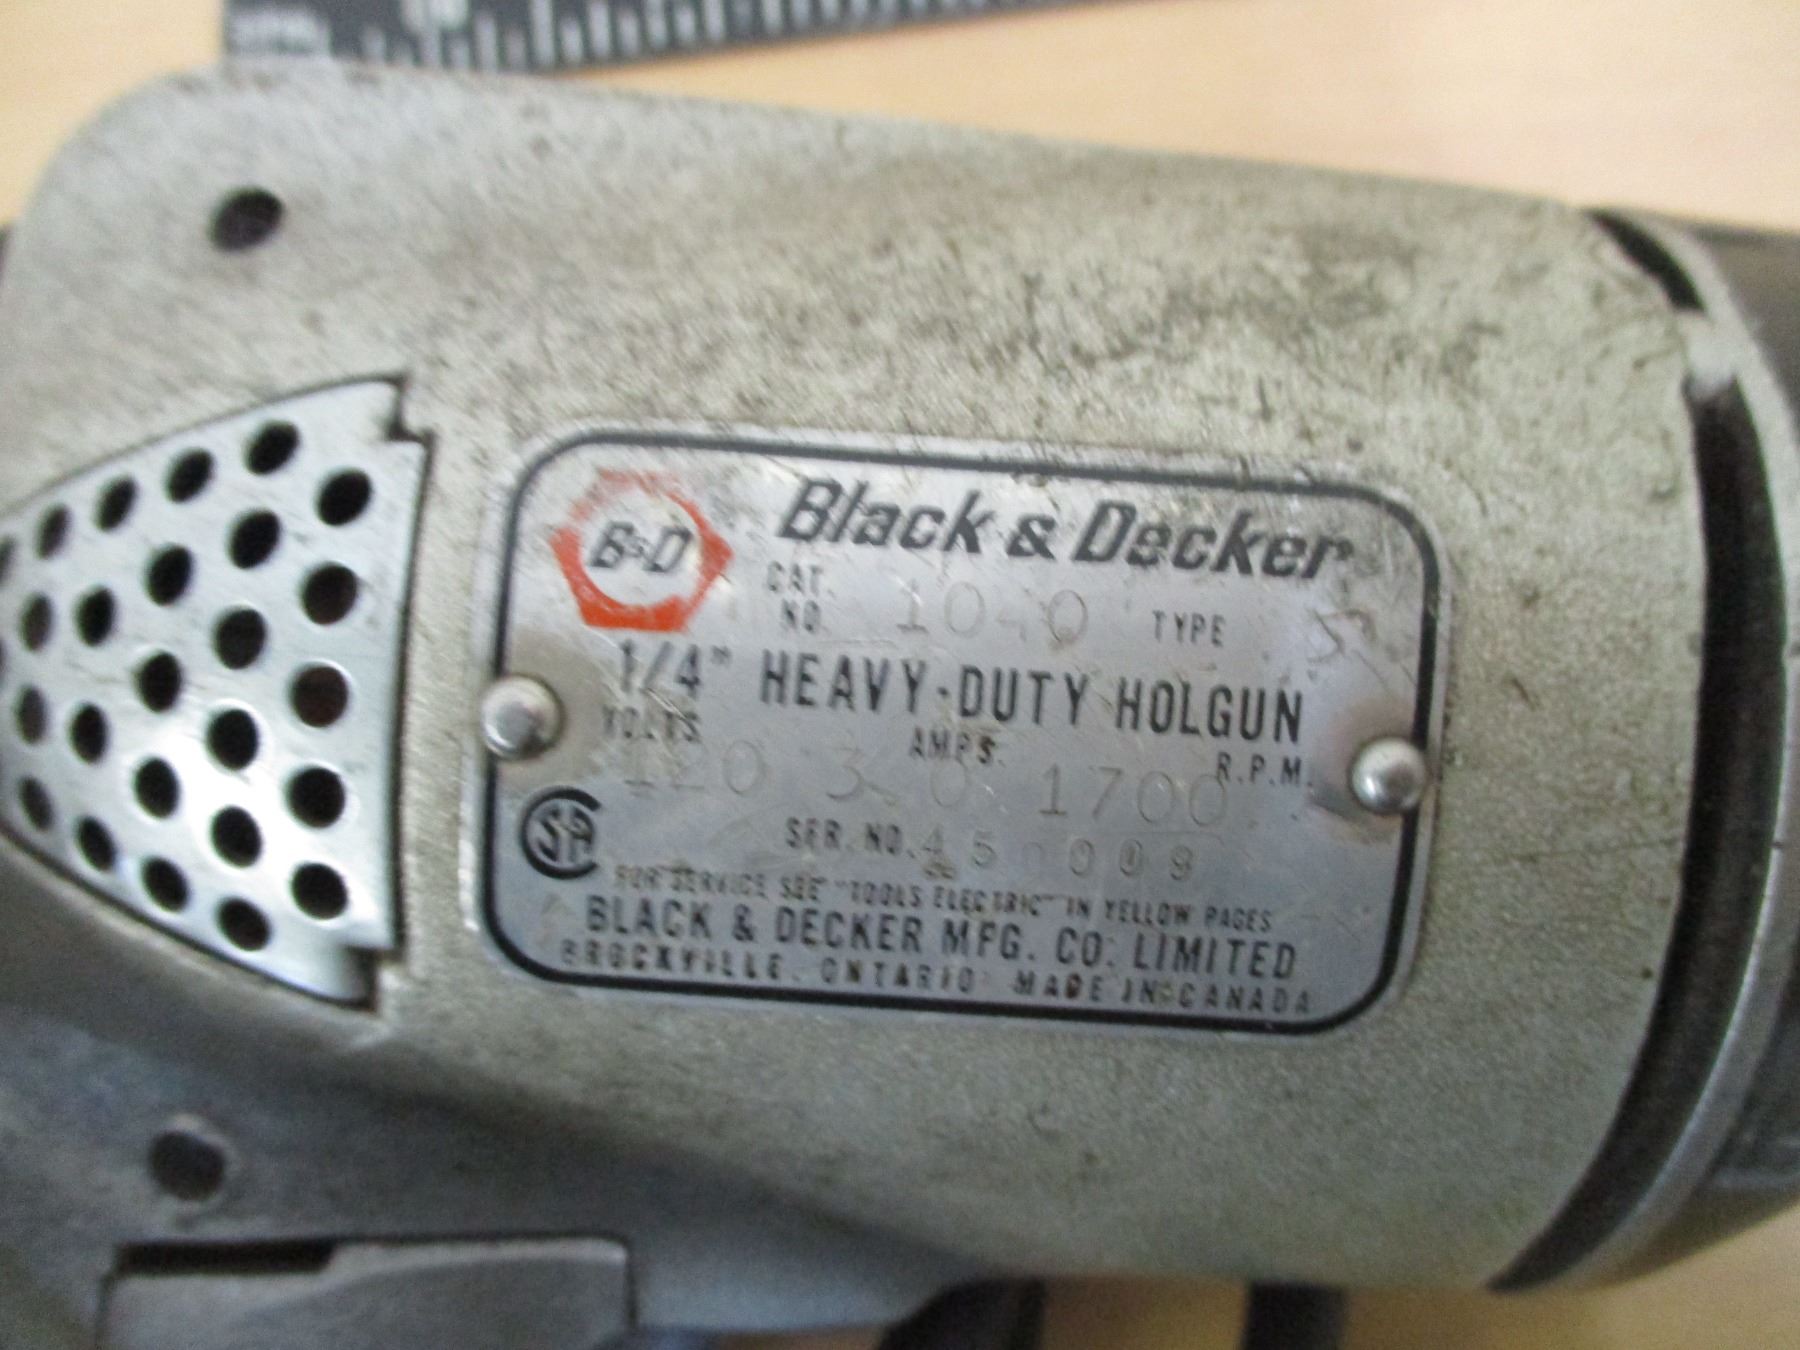 B&D
Black & Decker
CAT. NO. 1040 TYPE
1/4" HEAVY-DUTY HOLGUN
VOLTS AMPS. R.P.M.
120 3.0 1700
SER. NO.
SA
FOR SERVICE SEE "TOOLS ELECTRIC" IN YELLOW PAGES
BLACK & DECKER MFG. CO. LIMITED
BROCKVILLE, ONTARIO MADE IN CANADA